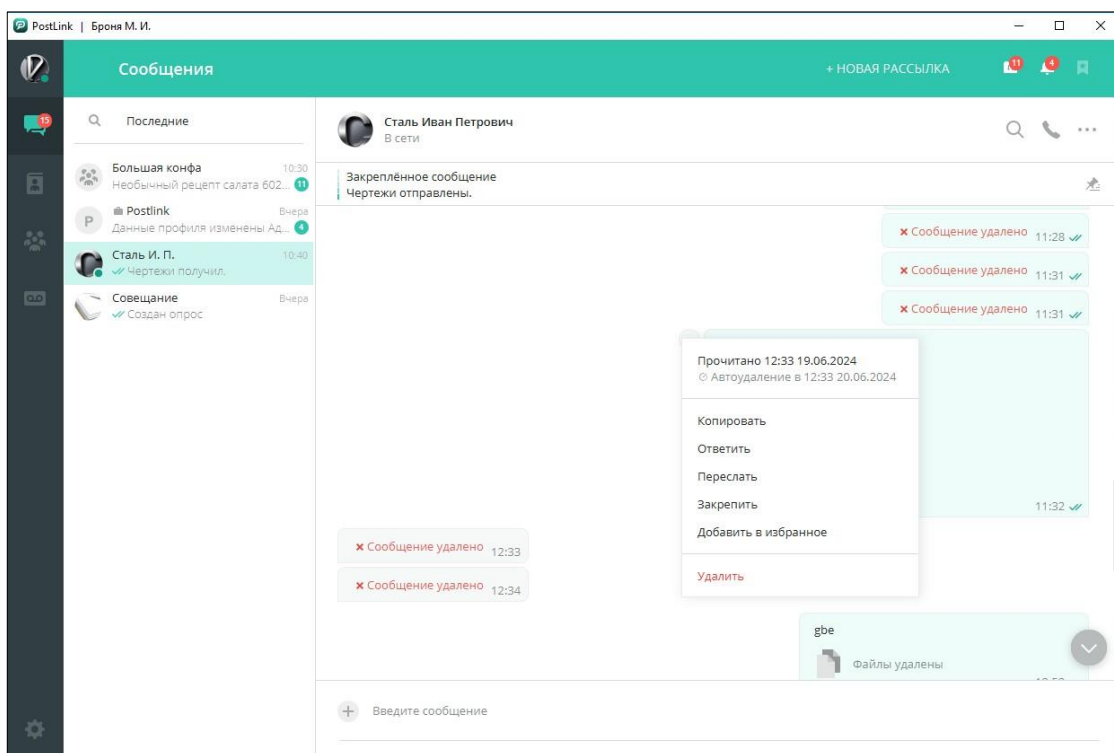 PostLink | Броня М. И.
Сообщения
+ НОВАЯ РАССЫЛКА
11
4
15
Последние
Большая конфа 10:30
Необычный рецепт салата 602... 11
P
Postlink Вчера
Данные профиля изменены Ад... 4
Сталь И. П. 10:40
Чертежи получил.
Совещание Вчера
Создан опрос
Сталь Иван Петрович
В сети
Закреплённое сообщение
Чертежи отправлены.
Сообщение удалено 11:28
Сообщение удалено 11:31
Сообщение удалено 11:31
Прочитано 12:33 19.06.2024
Автоудаление в 12:33 20.06.2024
Копировать
Ответить
Переслать
Закрепить
Добавить в избранное
Удалить
11:32
Сообщение удалено 12:33
Сообщение удалено 12:34
gbe
Файлы удалены
Введите сообщение